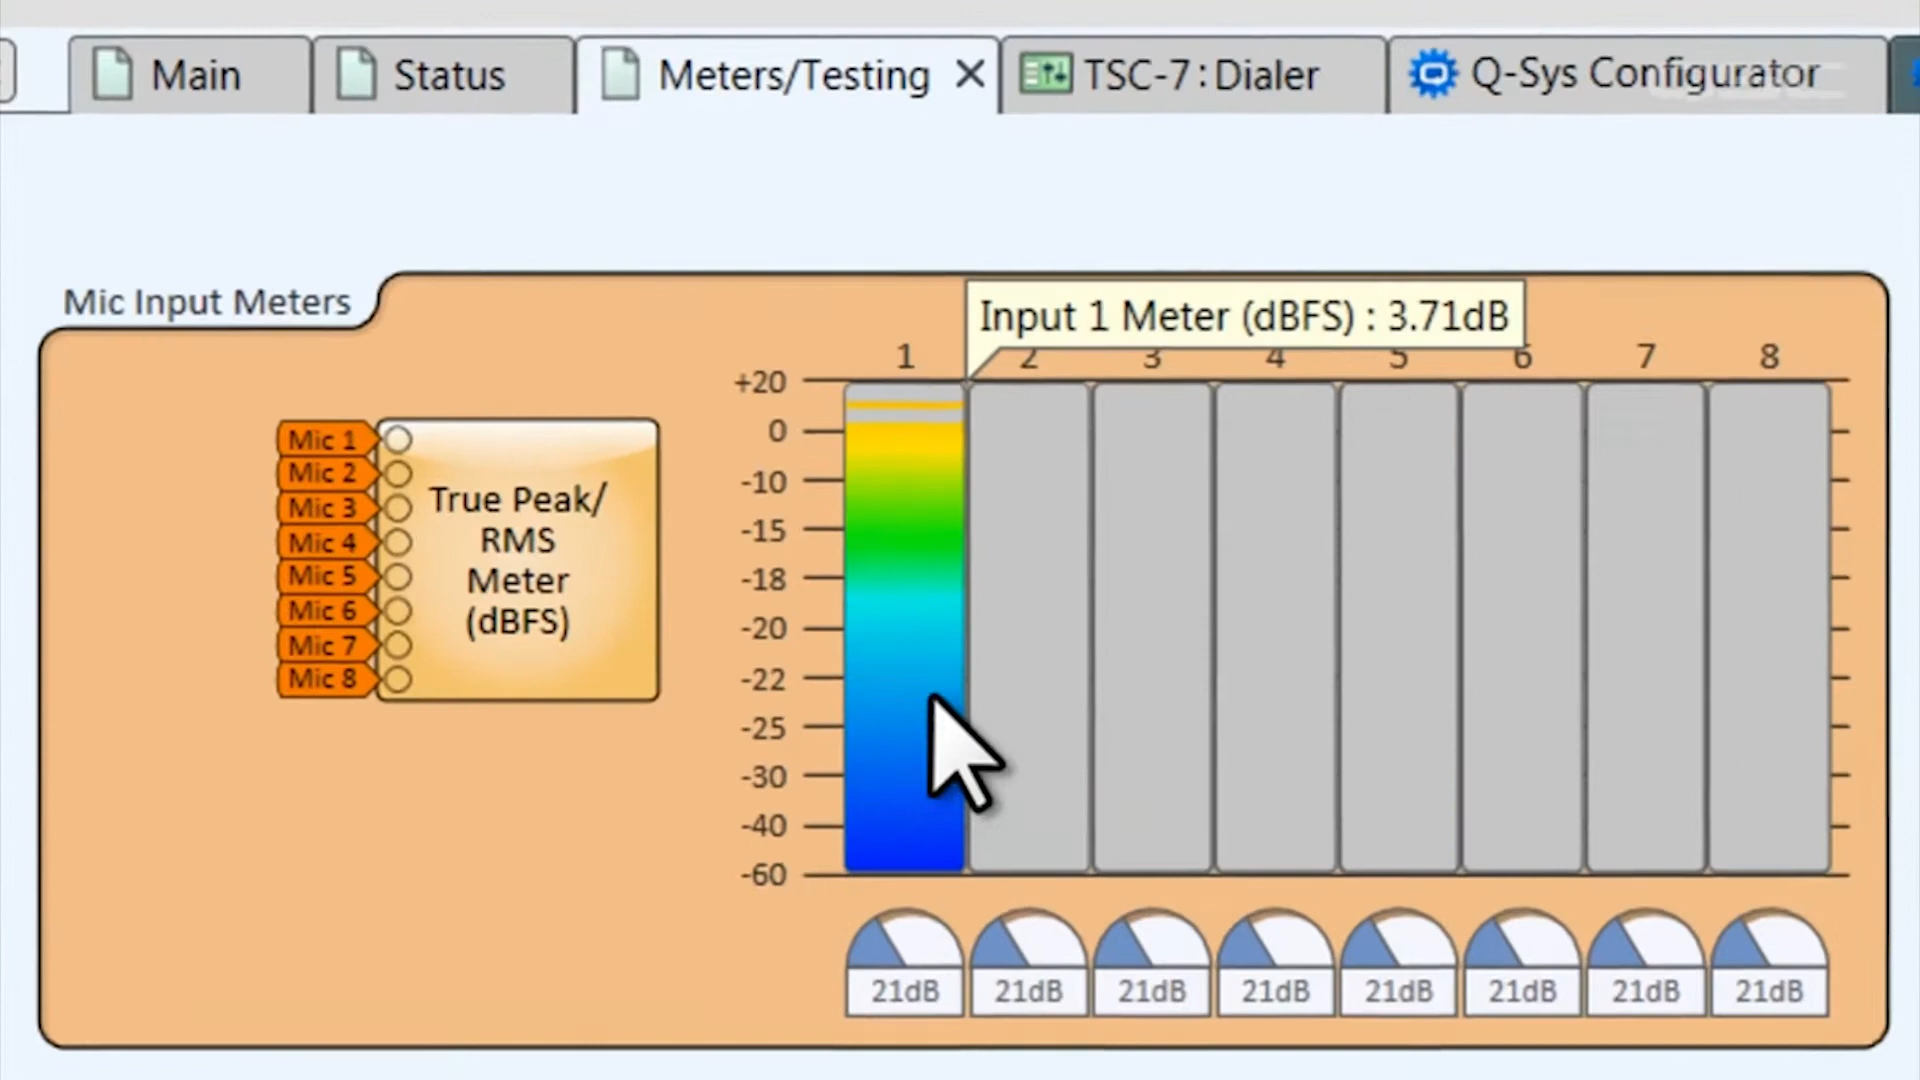 Main
Status
Meters/Testing
TSC-7: Dialer
Q-Sys Configurator
Mic Input Meters
Input 1 Meter (dBFS) : 3.71dB
1 2 3 4 5 6 7 8
+20
0
-10
-15
-18
-20
-22
-25
-30
-40
-60
Mic 1
Mic 2
Mic 3
Mic 4
Mic 5
Mic 6
Mic 7
Mic 8
True Peak/
RMS
Meter
(dBFS)
21dB 21dB 21dB 21dB 21dB 21dB 21dB 21dB